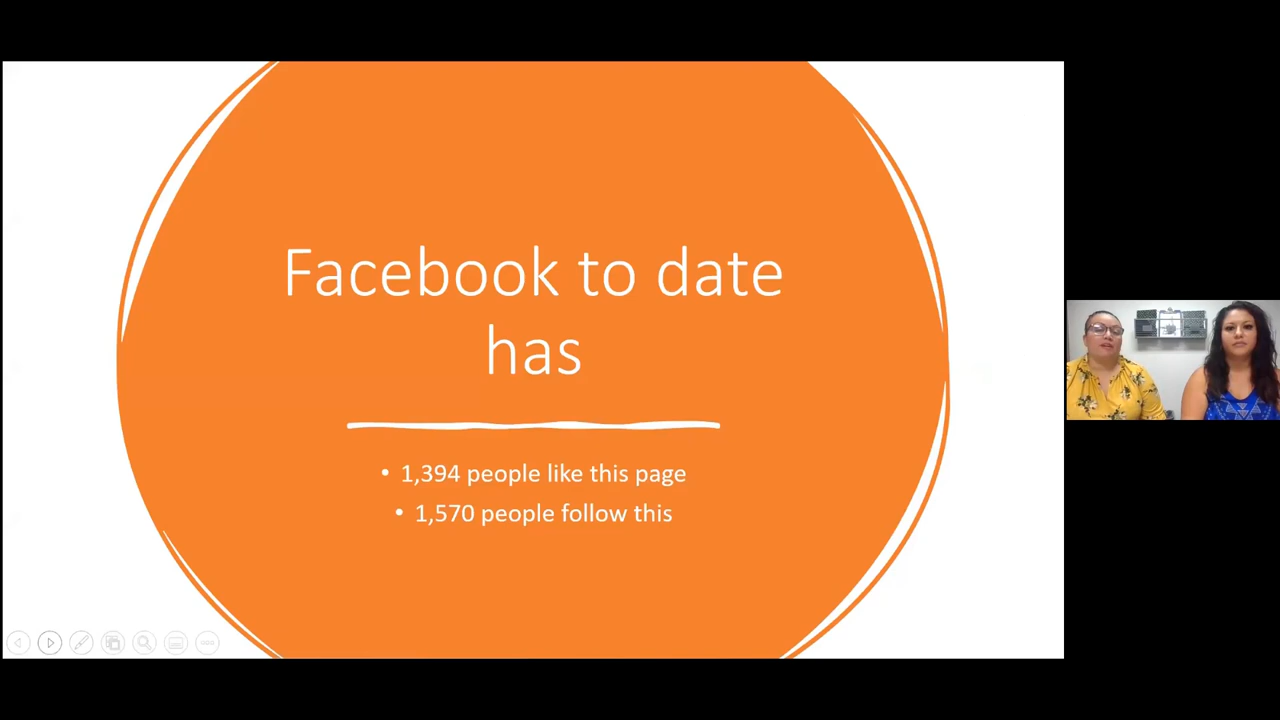 Facebook to date
has
• 1,394 people like this page
• 1,570 people follow this